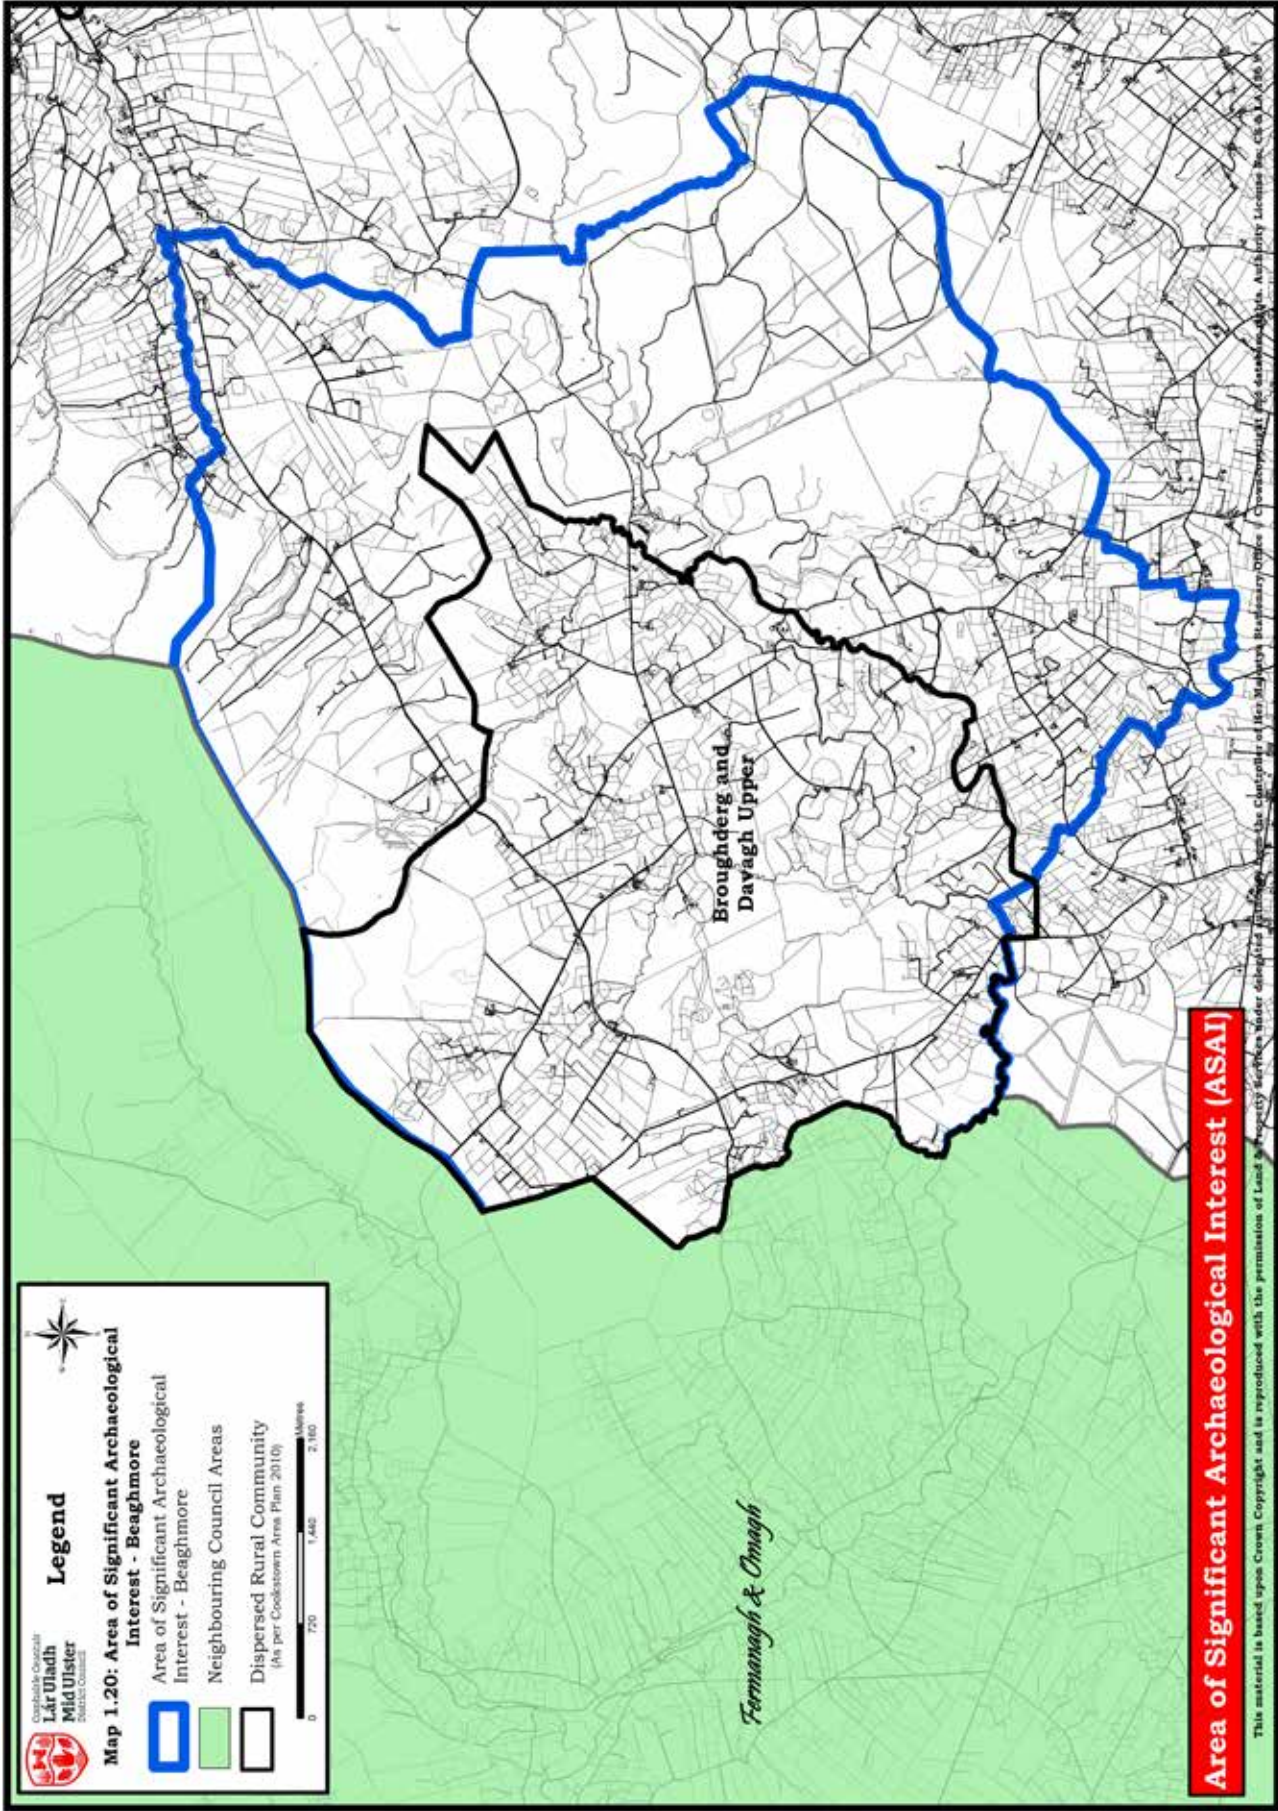 Comhairle Ceantair
Lár Uladh
Mid Ulster
District Council
Legend
Map 1.20: Area of Significant Archaeological
Interest - Beaghmore
Area of Significant Archaeological
Interest - Beaghmore
Neighbouring Council Areas
Dispersed Rural Community
(As per Cookstown Area Plan 2010)
0 720 1,440 2,160
Metres
Broughderg and
Davagh Upper
Fermanagh & Omagh
Area of Significant Archaeological Interest (ASAI)
This material is based upon Crown Copyright and is reproduced with the permission of Land & Property Services under delegated authority from the Controller of Her Majesty's Stationery Office